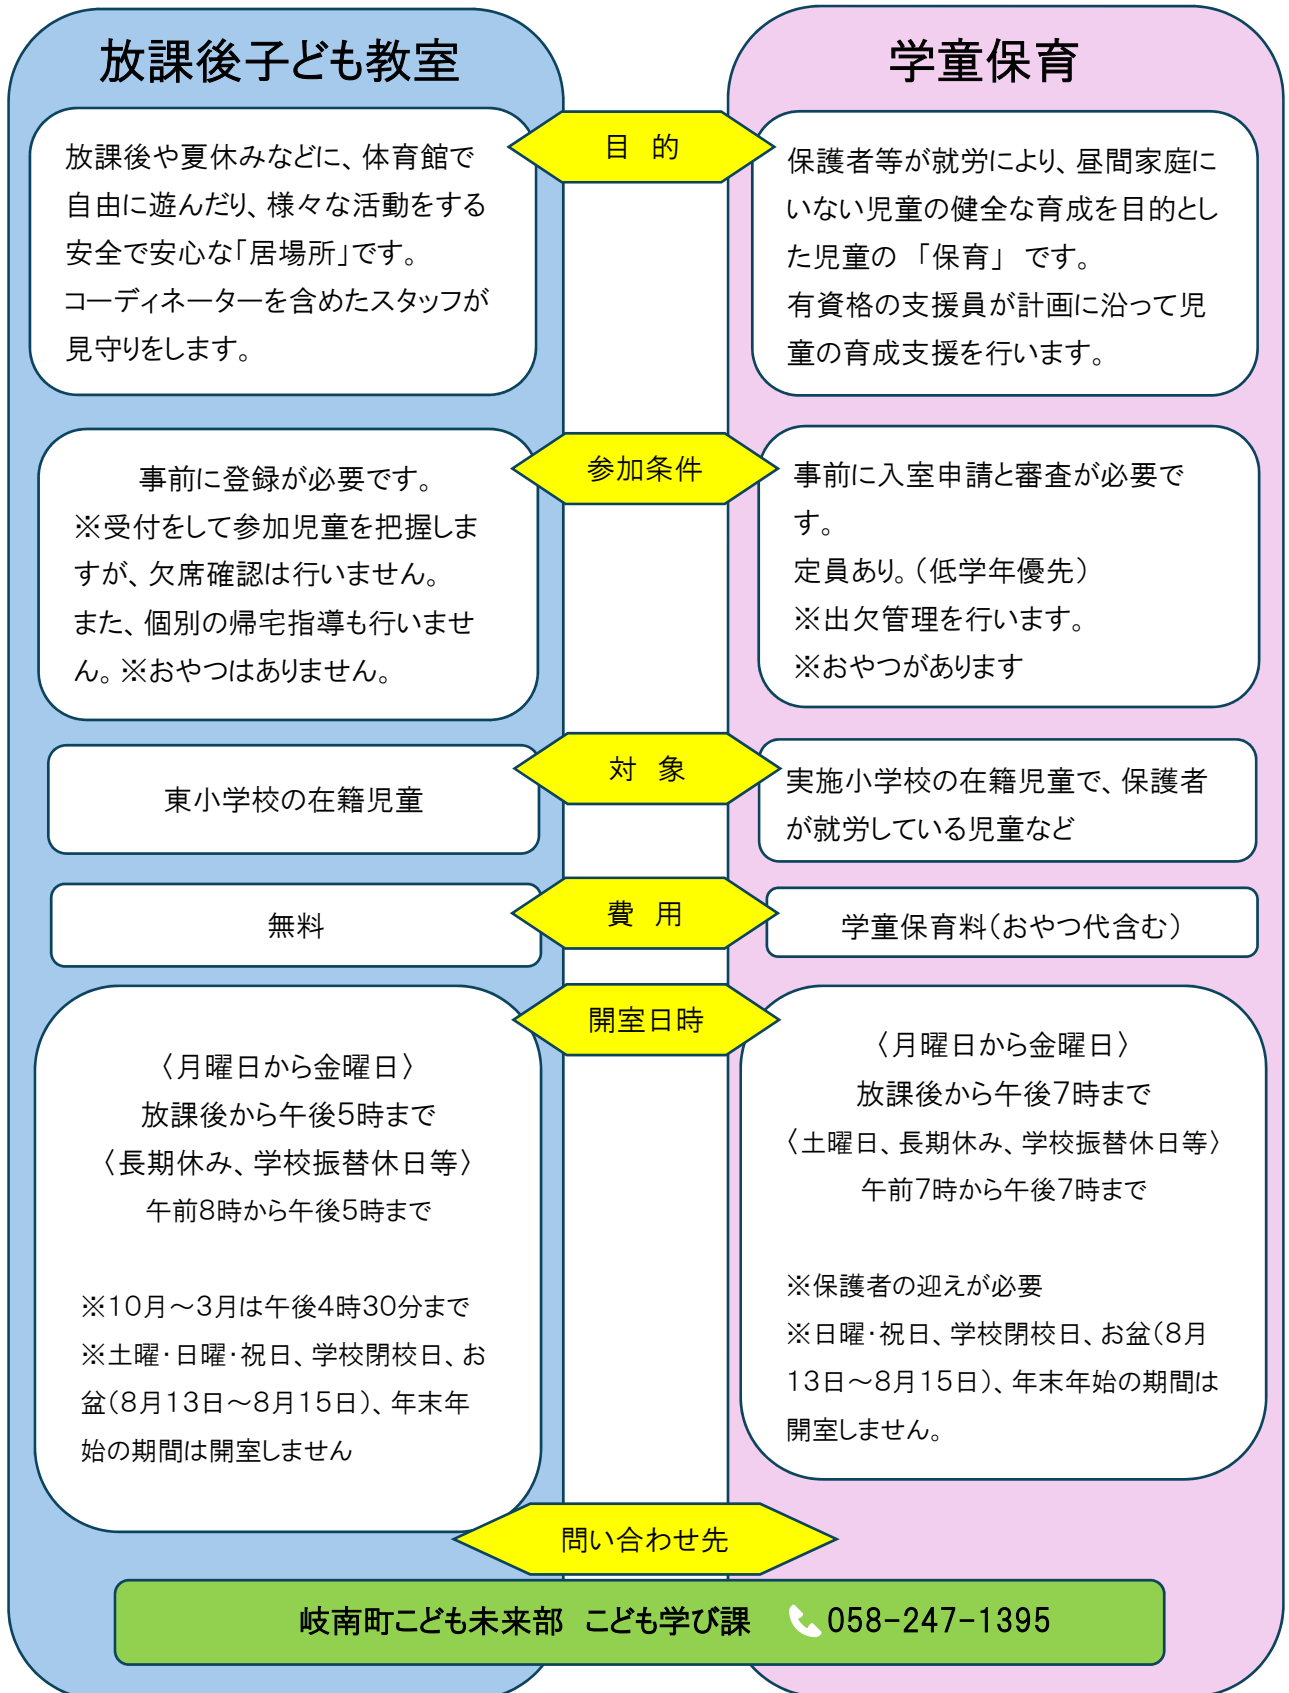 放課後子ども教室
学童保育
目 的
放課後や夏休みなどに、体育館で
自由に遊んだり、様々な活動をする
安全で安心な「居場所」です。
コーディネーターを含めたスタッフが
見守りをします。
保護者等が就労により、昼間家庭に
いない児童の健全な育成を目的とし
た児童の 「保育」 です。
有資格の支援員が計画に沿って児
童の育成支援を行います。
参加条件
事前に登録が必要です。
※受付をして参加児童を把握しま
すが、欠席確認は行いません。
また、個別の帰宅指導も行いませ
ん。※おやつはありません。
事前に入室申請と審査が必要で
す。
定員あり。（低学年優先）
※出欠管理を行います。
※おやつがあります
対 象
東小学校の在籍児童
実施小学校の在籍児童で、保護者
が就労している児童など
費 用
無料
学童保育料（おやつ代含む）
開室日時
〈月曜日から金曜日〉
放課後から午後5時まで
〈長期休み、学校振替休日等〉
午前8時から午後5時まで
※10月～3月は午後4時30分まで
※土曜・日曜・祝日、学校閉校日、お
盆（8月13日～8月15日）、年末年
始の期間は開室しません
〈月曜日から金曜日〉
放課後から午後7時まで
〈土曜日、長期休み、学校振替休日等〉
午前7時から午後7時まで
※保護者の迎えが必要
※日曜・祝日、学校閉校日、お盆（8月
13日～8月15日）、年末年始の期間は
開室しません。
問い合わせ先
岐南町こども未来部 こども学び課 058-247-1395